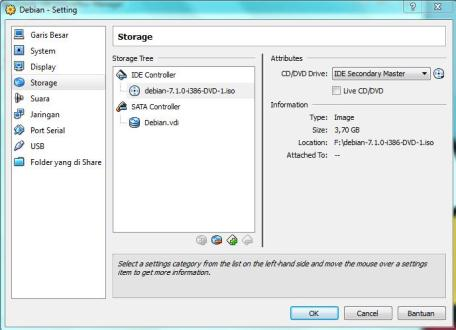 Debian - Setting
Garis Besar
System
Display
Storage
Suara
Jaringan
Port Serial
USB
Folder yang di Share
Storage
Storage Tree
IDE Controller
debian-7.1.0-i386-DVD-1.iso
SATA Controller
Debian.vdi
Attributes
CD/DVD Drive: IDE Secondary Master
Live CD/DVD
Information
Type: Image
Size: 3,70 GB
Location: F:\debian-7.1.0-i386-DVD-1.iso
Attached To: --
Select a settings category from the list on the left-hand side and move the mouse over a settings
item to get more information.
OK Cancel Bantuan